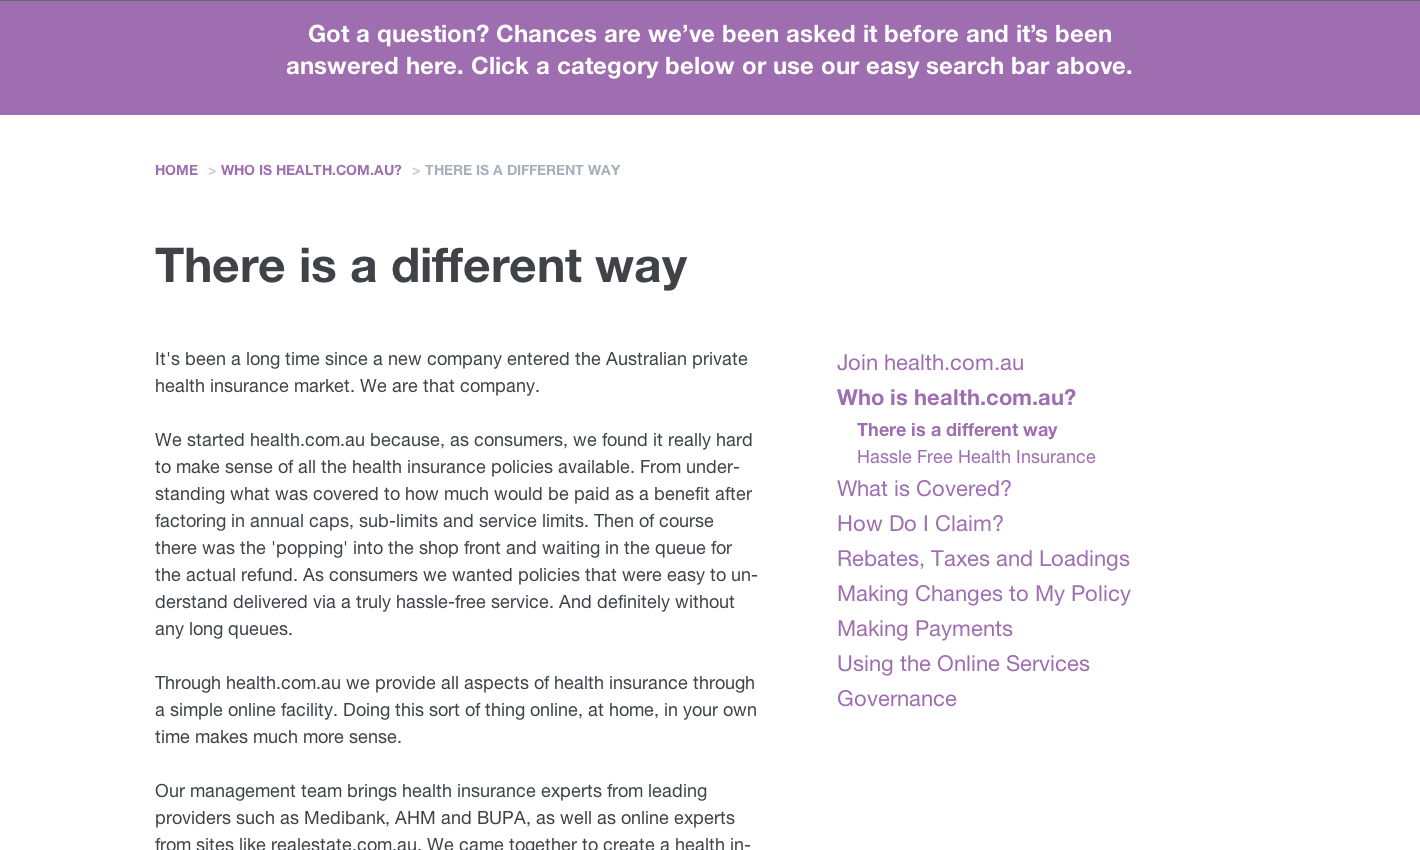 Got a question? Chances are we’ve been asked it before and it’s been
answered here. Click a category below or use our easy search bar above.
HOME > WHO IS HEALTH.COM.AU? > THERE IS A DIFFERENT WAY
There is a different way
It's been a long time since a new company entered the Australian private
health insurance market. We are that company.
We started health.com.au because, as consumers, we found it really hard
to make sense of all the health insurance policies available. From under-
standing what was covered to how much would be paid as a benefit after
factoring in annual caps, sub-limits and service limits. Then of course
there was the 'popping' into the shop front and waiting in the queue for
the actual refund. As consumers we wanted policies that were easy to un-
derstand delivered via a truly hassle-free service. And definitely without
any long queues.
Through health.com.au we provide all aspects of health insurance through
a simple online facility. Doing this sort of thing online, at home, in your own
time makes much more sense.
Our management team brings health insurance experts from leading
providers such as Medibank, AHM and BUPA, as well as online experts
from sites like realestate.com.au. We came together to create a health in-
Join health.com.au
Who is health.com.au?
There is a different way
Hassle Free Health Insurance
What is Covered?
How Do I Claim?
Rebates, Taxes and Loadings
Making Changes to My Policy
Making Payments
Using the Online Services
Governance